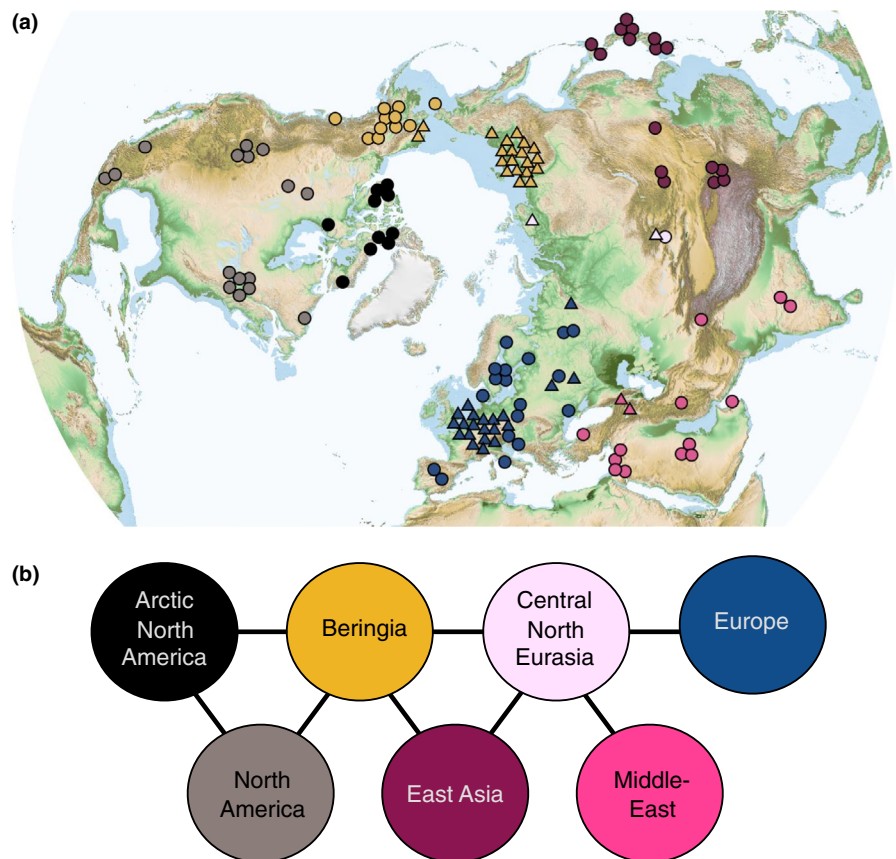 (a)
(b)
Arctic
North
America
Beringia
Central
North
Eurasia
Europe
North
America
East Asia
Middle-
East